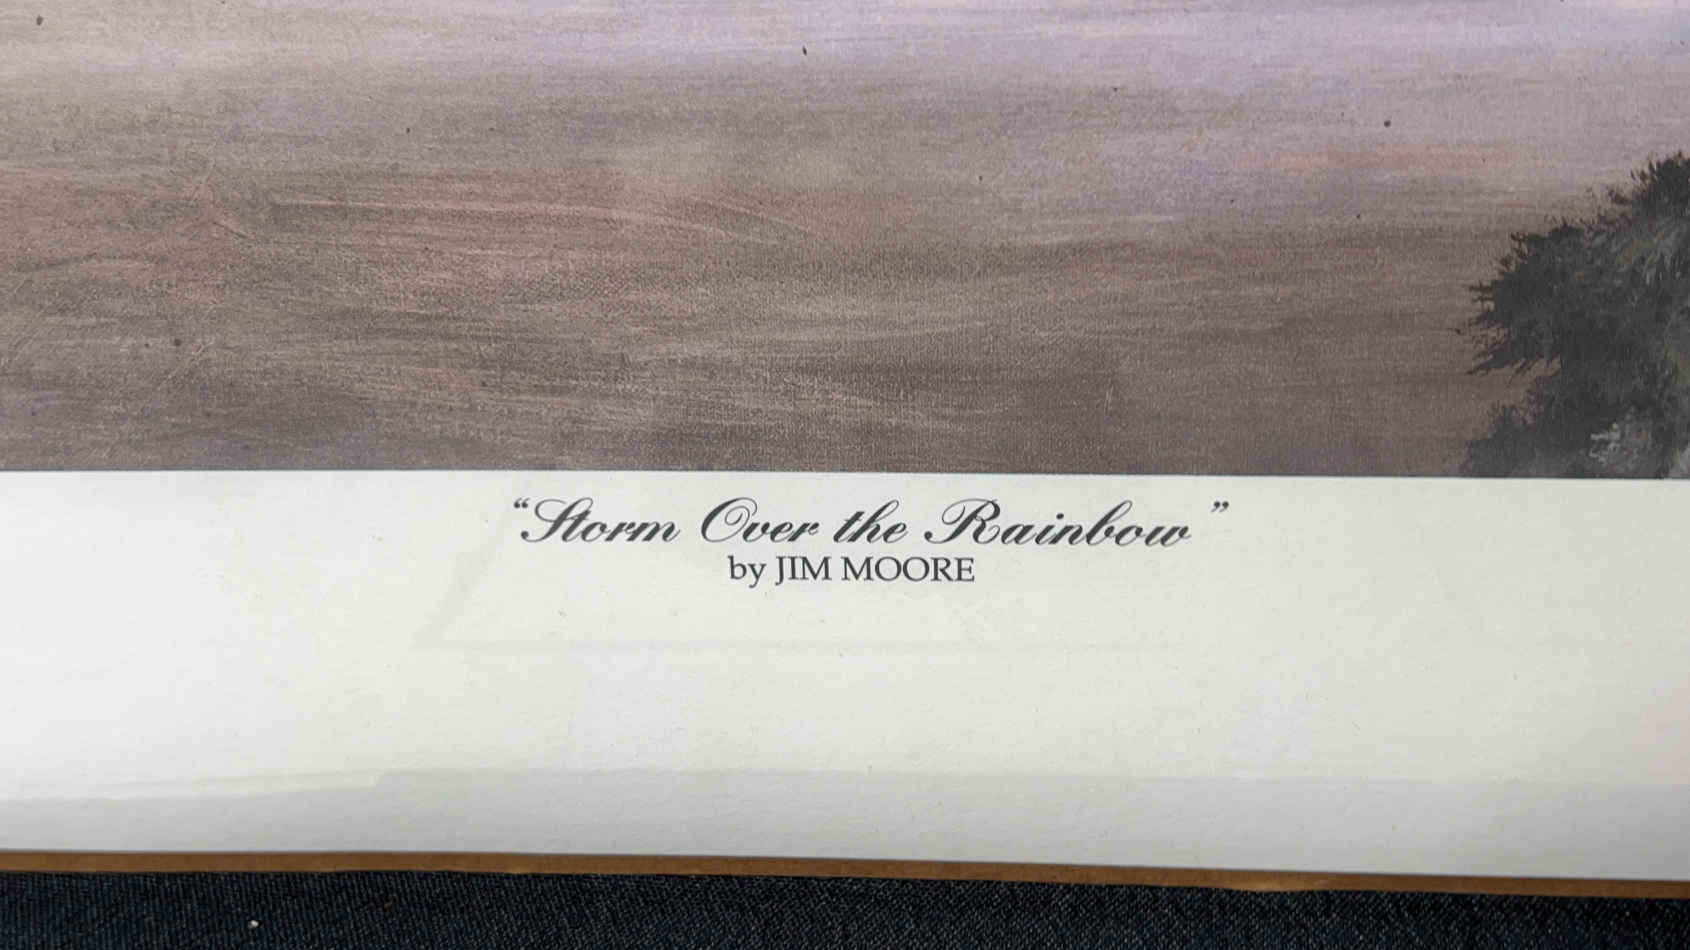 “Storm Over the Rainbow”
by JIM MOORE